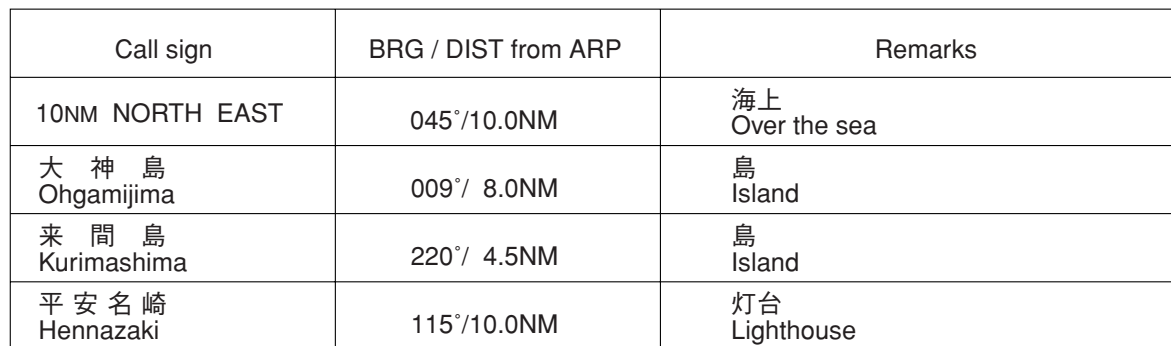 Call sign BRG / DIST from ARP Remarks
10NM NORTH EAST 045°/10.0NM 海上
Over the sea
大 神 島 009°/ 8.0NM 島
Ohgamijima Island
来 間 島 220°/ 4.5NM 島
Kurimashima Island
平 安 名 崎 115°/10.0NM 灯台
Hennazaki Lighthouse